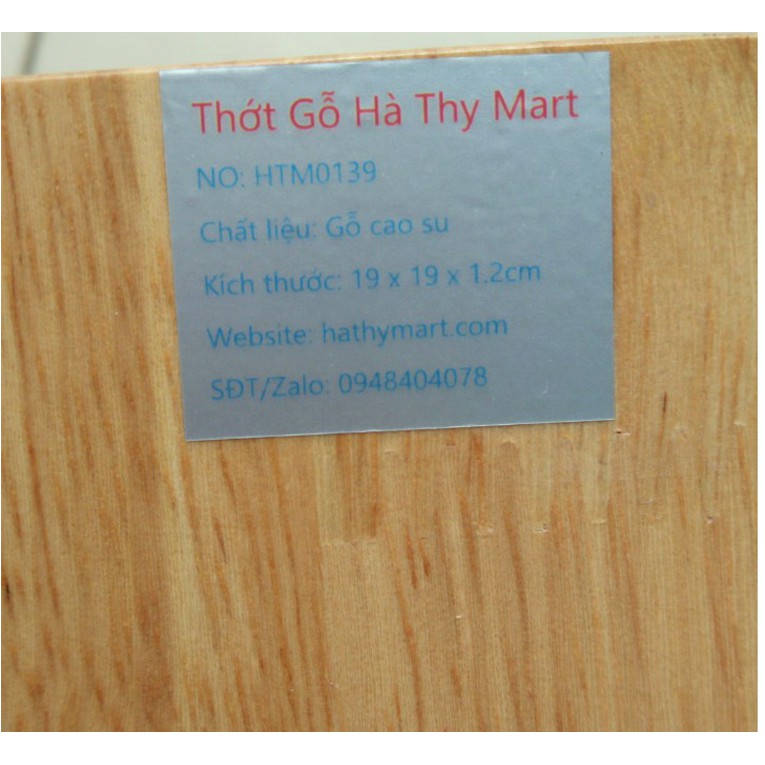 Thớt Gỗ Hà Thy Mart
NO: HTM0139
Chất liệu: Gỗ cao su
Kích thước: 19 x 19 x 1.2cm
Website: hathymart.com
SĐT/Zalo: 0948404078